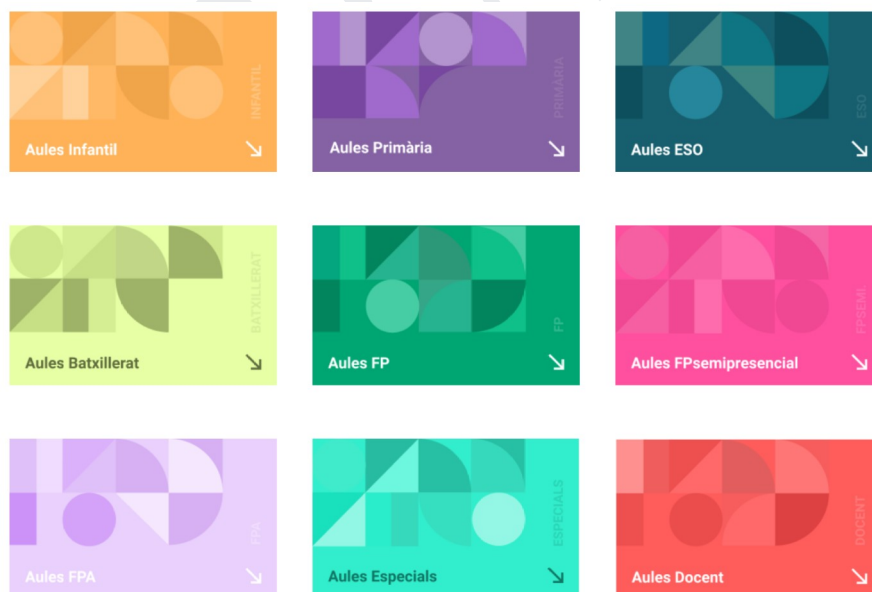 INFANTIL
Aules Infantil
PRIMÀRIA
Aules Primària
ESO
Aules ESO
BATXILLERAT
Aules Batxillerat
FP
Aules FP
FPSEMI.
Aules FPsemipresencial
FPA
Aules FPA
ESPECIALS
Aules Especials
DOCENT
Aules Docent